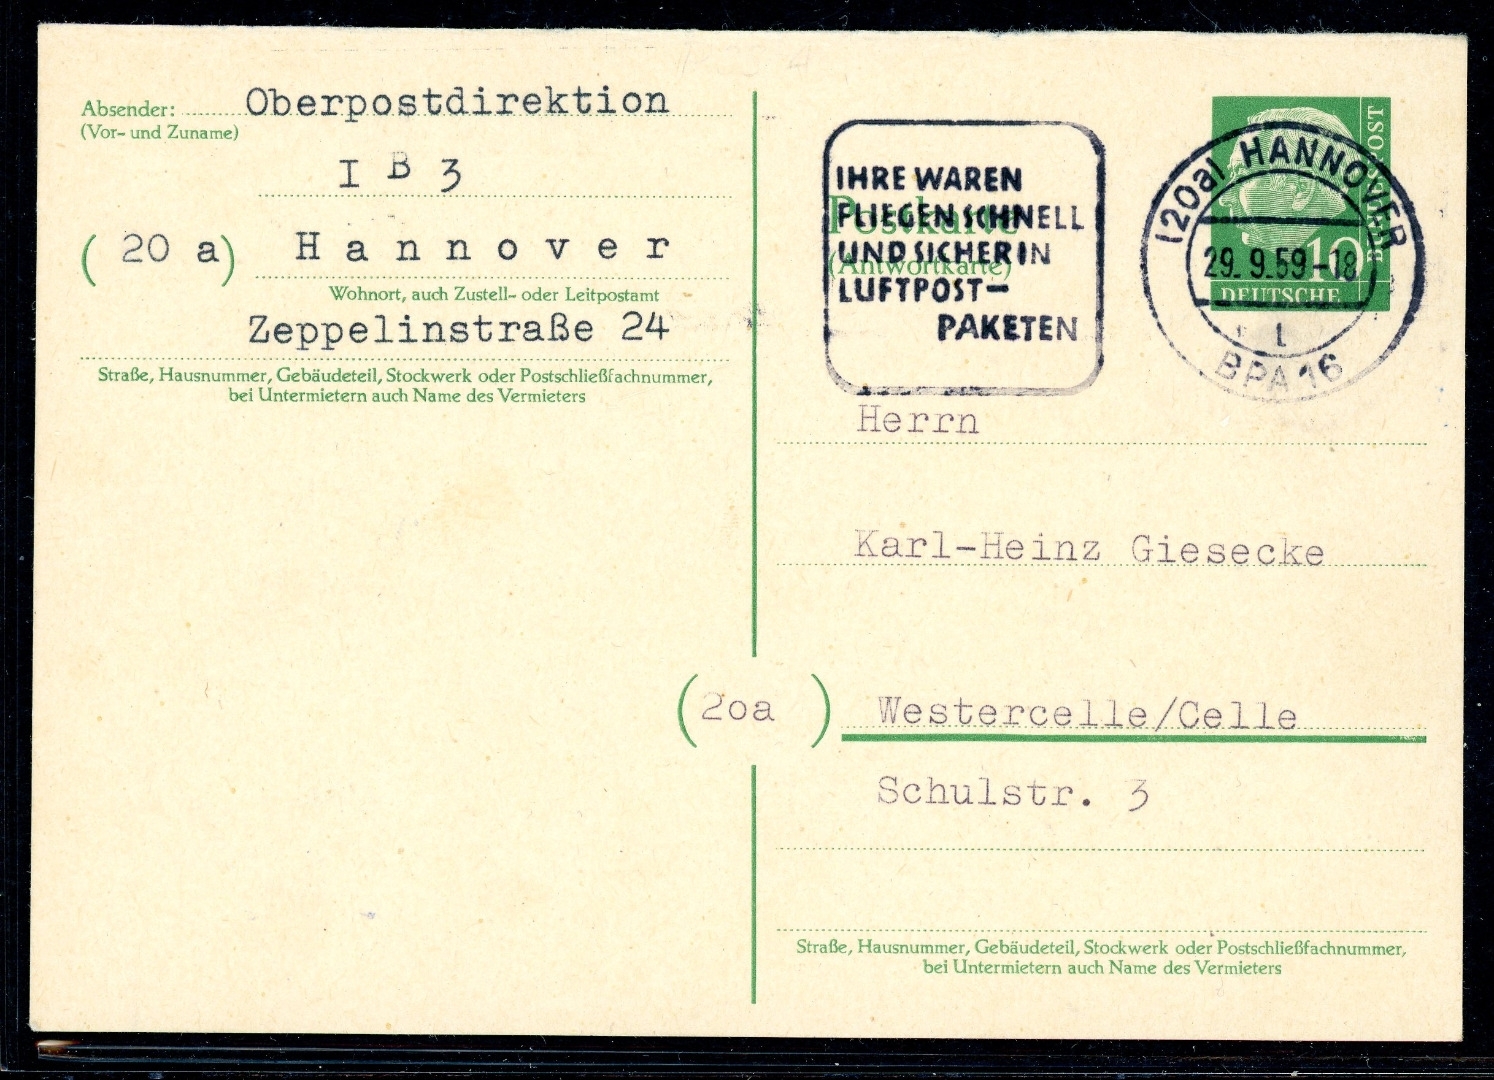 Absender: Oberpostdirektion
(Vor- und Zuname)
I B 3
( 20 a) Hannover
Wohnort, auch Zustell- oder Leitpostamt
Zeppelinstraße 24
Straße, Hausnummer, Gebäudeteil, Stockwerk oder Postschließfachnummer,
bei Untermietern auch Name des Vermieters
Postkarte
(Antwortkarte)
IHRE WAREN
FLIEGEN SCHNELL
UND SICHER IN
LUFTPOST-
PAKETEN
(20a) HANNOVER
29. 9.59-18
t
BPA 16
10
DEUTSCHE
BUNDESPOST
Herrn
Karl-Heinz Giesecke
(2oa ) Westercelle/Celle
Schulstr. 3
Straße, Hausnummer, Gebäudeteil, Stockwerk oder Postschließfachnummer,
bei Untermietern auch Name des Vermieters